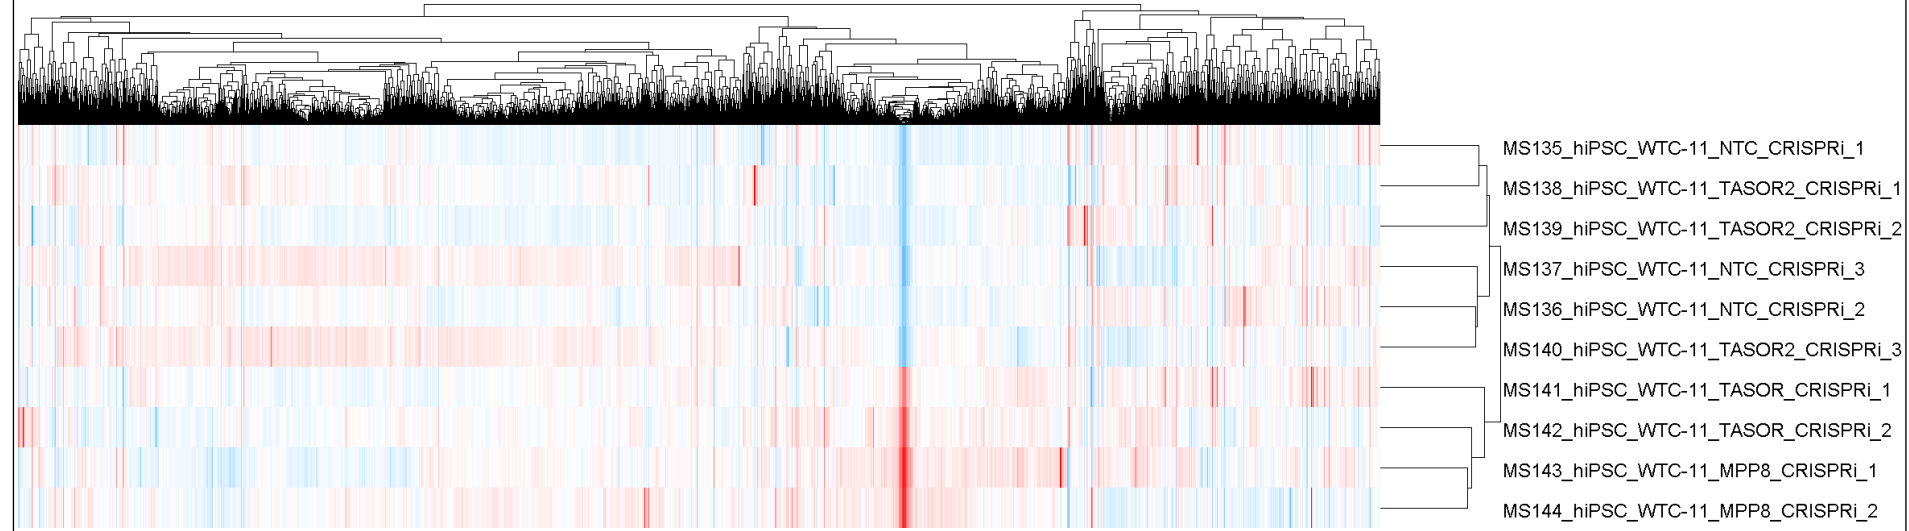 MS135_hiPSC_WTC-11_NTC_CRISPRi_1
MS138_hiPSC_WTC-11_TASOR2_CRISPRi_1
MS139_hiPSC_WTC-11_TASOR2_CRISPRi_2
MS137_hiPSC_WTC-11_NTC_CRISPRi_3
MS136_hiPSC_WTC-11_NTC_CRISPRi_2
MS140_hiPSC_WTC-11_TASOR2_CRISPRi_3
MS141_hiPSC_WTC-11_TASOR_CRISPRi_1
MS142_hiPSC_WTC-11_TASOR_CRISPRi_2
MS143_hiPSC_WTC-11_MPP8_CRISPRi_1
MS144_hiPSC_WTC-11_MPP8_CRISPRi_2